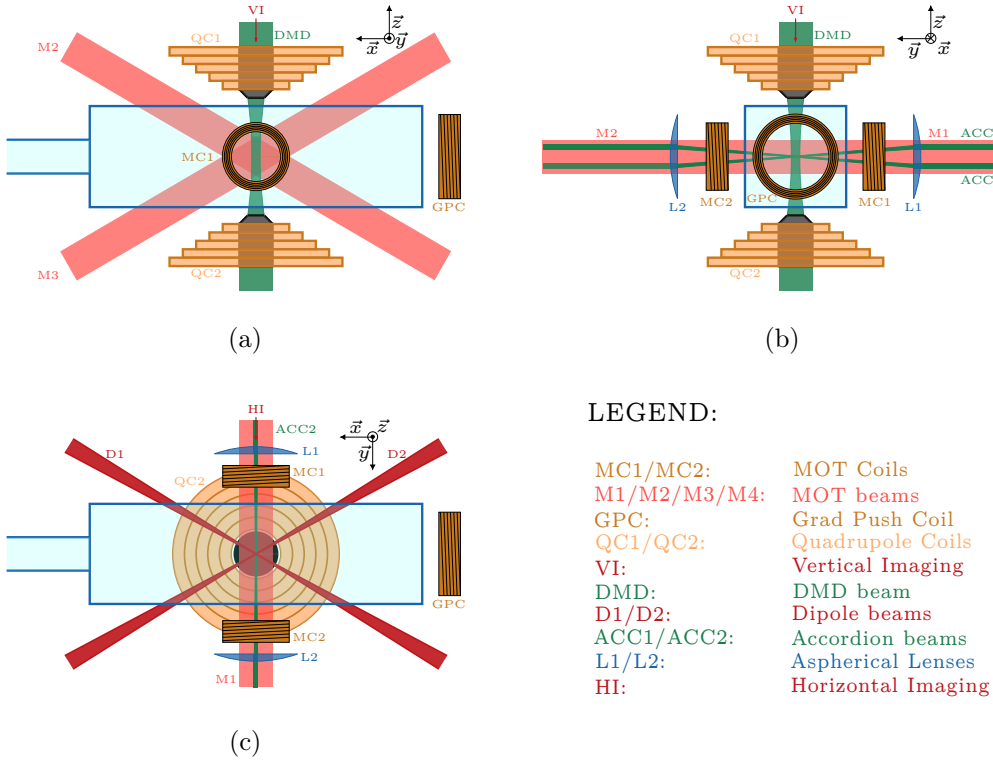 VI
M2
QC1
DMD
z⃗
x⃗
y⃗
MC1
GPC
M3
QC2
(a)
VI
QC1
DMD
z⃗
y⃗
x⃗
M2
M1
ACC
L2
MC2
GPC
MC1
L1
ACC
QC2
(b)
HI
ACC2
x⃗
z⃗
y⃗
D1
L1
D2
QC2
MC1
GPC
MC2
L2
M1
(c)
LEGEND:
MC1/MC2: MOT Coils
M1/M2/M3/M4: MOT beams
GPC: Grad Push Coil
QC1/QC2: Quadrupole Coils
VI: Vertical Imaging
DMD: DMD beam
D1/D2: Dipole beams
ACC1/ACC2: Accordion beams
L1/L2: Aspherical Lenses
HI: Horizontal Imaging